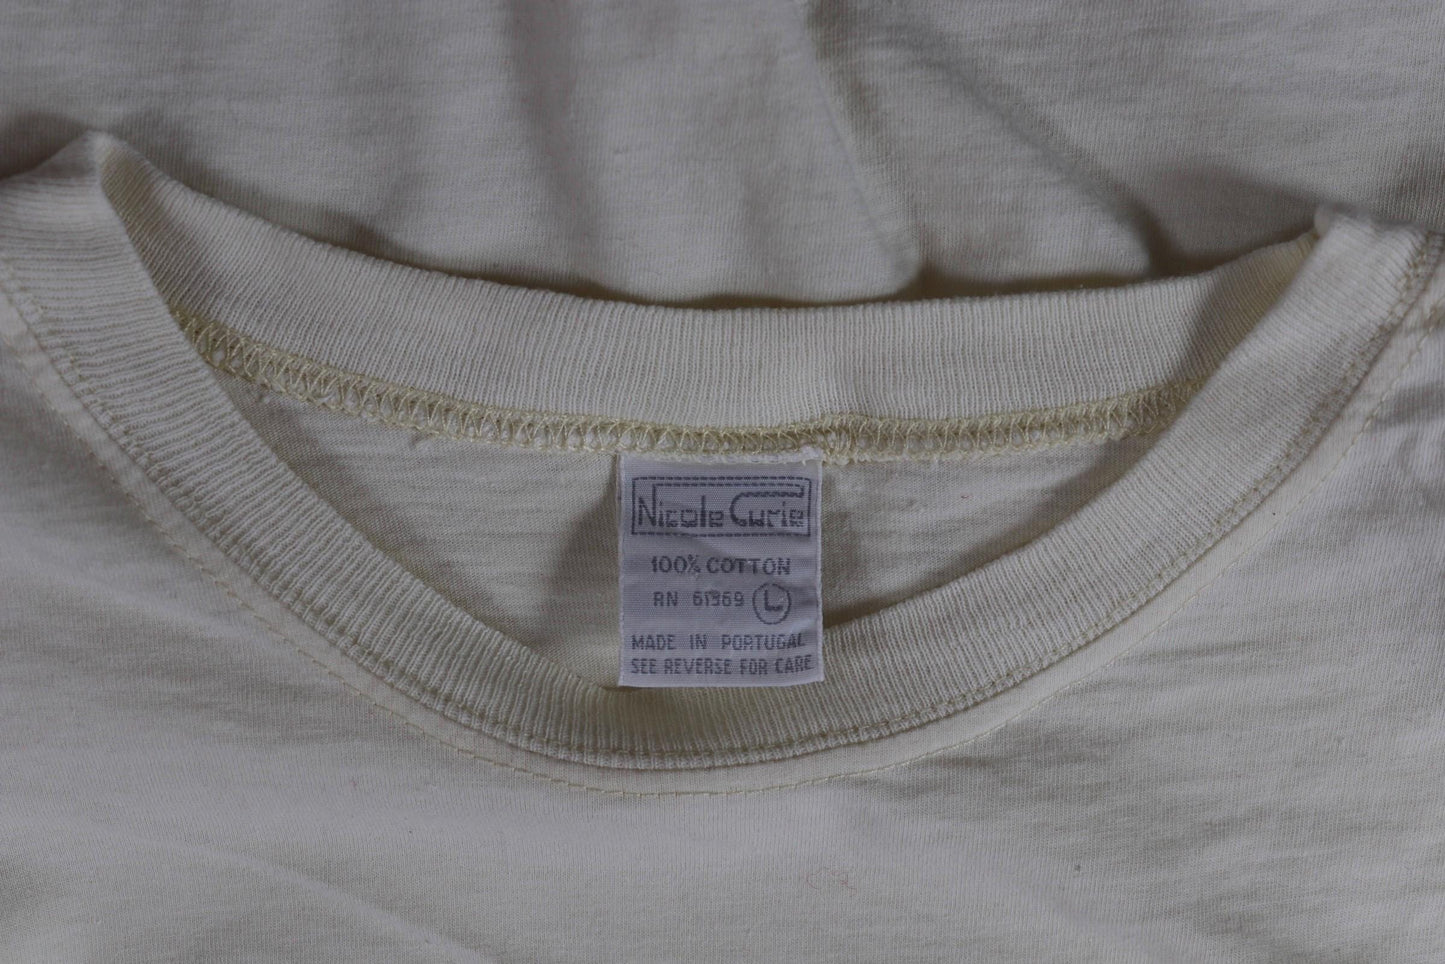 Nicole Curie
100% COTTON
RN 61369 L
MADE IN PORTUGAL
SEE REVERSE FOR CARE